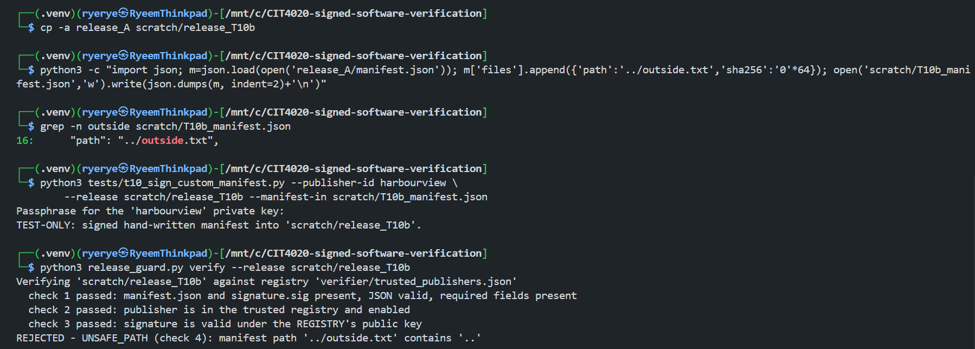 ┌──(.venv)(ryerye㉿RyeemThinkpad)-[/mnt/c/CIT4020-signed-software-verification]
└─$ cp -a release_A scratch/release_T10b
┌──(.venv)(ryerye㉿RyeemThinkpad)-[/mnt/c/CIT4020-signed-software-verification]
└─$ python3 -c "import json; m=json.load(open('release_A/manifest.json')); m['files'].append({'path':'../outside.txt','sha256':'0'*64}); open('scratch/T10b_mani
fest.json','w').write(json.dumps(m, indent=2)+'\n')"
┌──(.venv)(ryerye㉿RyeemThinkpad)-[/mnt/c/CIT4020-signed-software-verification]
└─$ grep -n outside scratch/T10b_manifest.json
16:      "path": "../outside.txt",
┌──(.venv)(ryerye㉿RyeemThinkpad)-[/mnt/c/CIT4020-signed-software-verification]
└─$ python3 tests/t10_sign_custom_manifest.py --publisher-id harbourview \
        --release scratch/release_T10b --manifest-in scratch/T10b_manifest.json
Passphrase for the 'harbourview' private key:
TEST-ONLY: signed hand-written manifest into 'scratch/release_T10b'.
┌──(.venv)(ryerye㉿RyeemThinkpad)-[/mnt/c/CIT4020-signed-software-verification]
└─$ python3 release_guard.py verify --release scratch/release_T10b
Verifying 'scratch/release_T10b' against registry 'verifier/trusted_publishers.json'
  check 1 passed: manifest.json and signature.sig present, JSON valid, required fields present
  check 2 passed: publisher is in the trusted registry and enabled
  check 3 passed: signature is valid under the REGISTRY's public key
REJECTED - UNSAFE_PATH (check 4): manifest path '../outside.txt' contains '..'